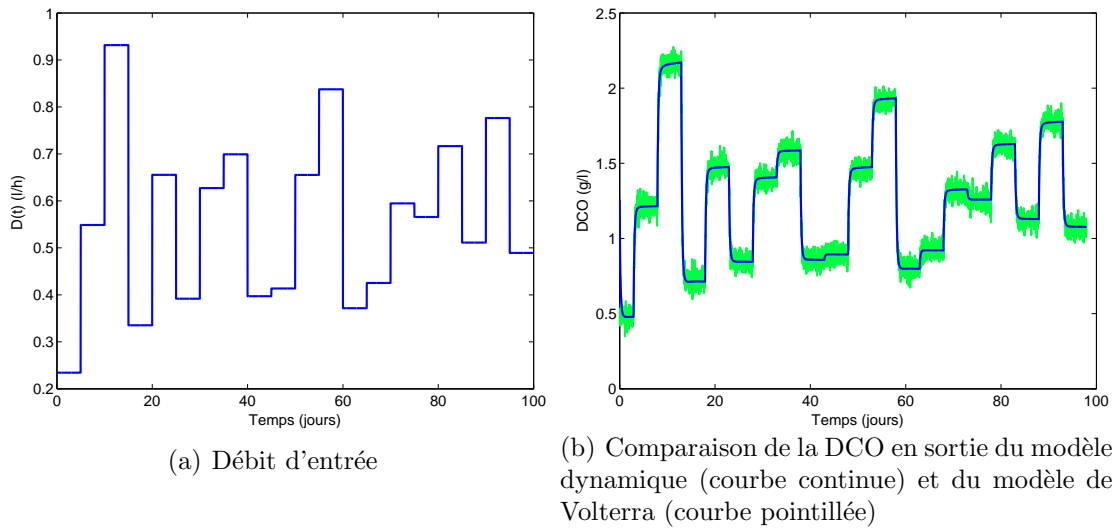 1
0.9
0.8
0.7
0.6
0.5
0.4
0.3
0.2
0 20 40 60 80 100
D(t) (l/h)
Temps (jours)
(a) Débit d'entrée
2.5
2
1.5
1
0.5
0
0 20 40 60 80 100
DCO (g/l)
Temps (jours)
(b) Comparaison de la DCO en sortie du modèle
dynamique (courbe continue) et du modèle de
Volterra (courbe pointillée)